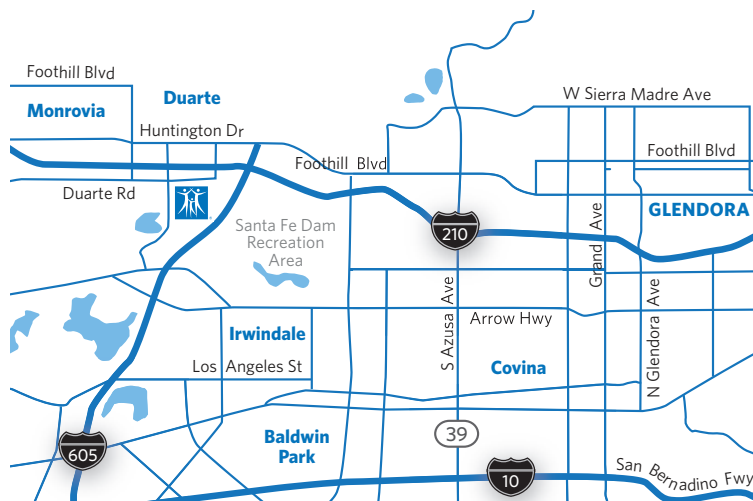 Foothill Blvd
Duarte
W Sierra Madre Ave
Monrovia
Huntington Dr
Foothill Blvd
Foothill Blvd
Duarte Rd
GLENDORA
Santa Fe Dam
Recreation
Area
210
Grand Ave
S Azusa Ave
N Glendora Ave
Arrow Hwy
Irwindale
Los Angeles St
Covina
39
Baldwin
Park
605
10
San Bernadino Fwy